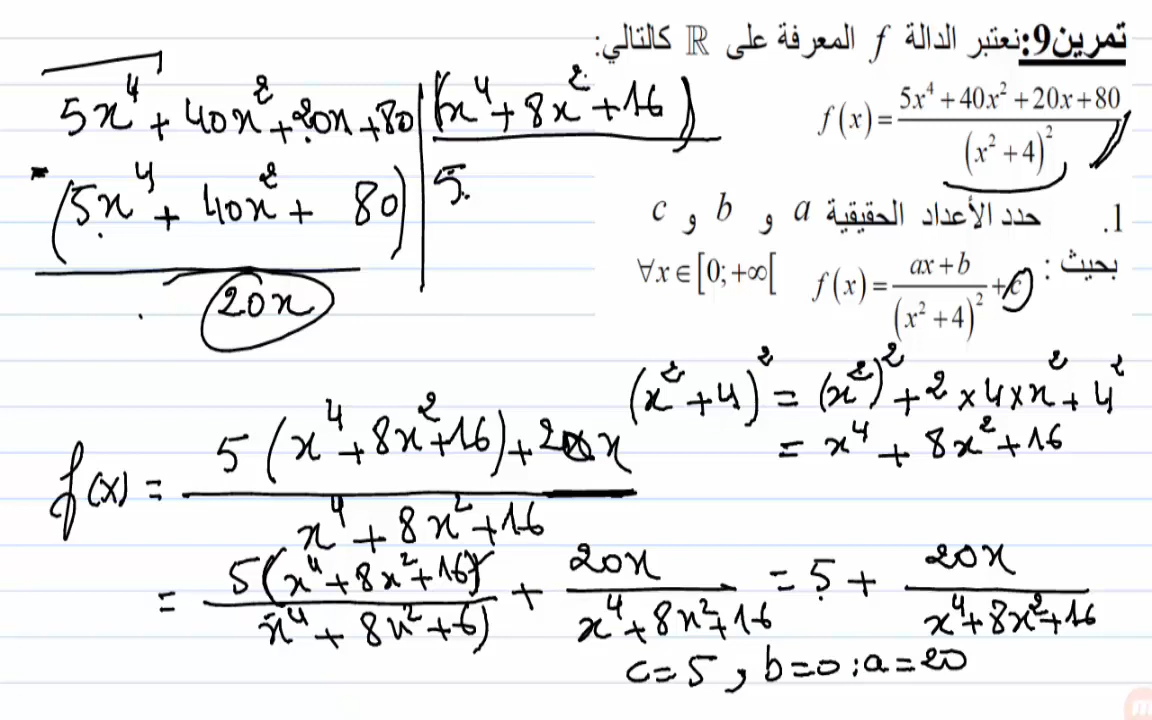 تمرين9: نعتبر الدالة f المعرفة على ℝ كالتالي:
f(x) = (5x⁴ + 40x² + 20x + 80) / (x² + 4)²
1. حدد الأعداد الحقيقية a و b و c
بحيث : f(x) = (ax + b) / (x² + 4)² + c ∀x ∈ [0; +∞[
5x⁴ + 40x² + 20x + 80 | (x⁴ + 8x² + 16)
- (5x⁴ + 40x² + 80) | 5
20x
(x² + 4)² = (x²)² + 2 × 4 × x² + 4²
= x⁴ + 8x² + 16
f(x) = (5(x⁴ + 8x² + 16) + 20x) / (x⁴ + 8x² + 16)
= 5(x⁴ + 8x² + 16) / x⁴ + 8x² + 6) + 20x / (x⁴ + 8x² + 16) = 5 + 20x / (x⁴ + 8x² + 16)
c = 5 , b = 0 ; a = 20